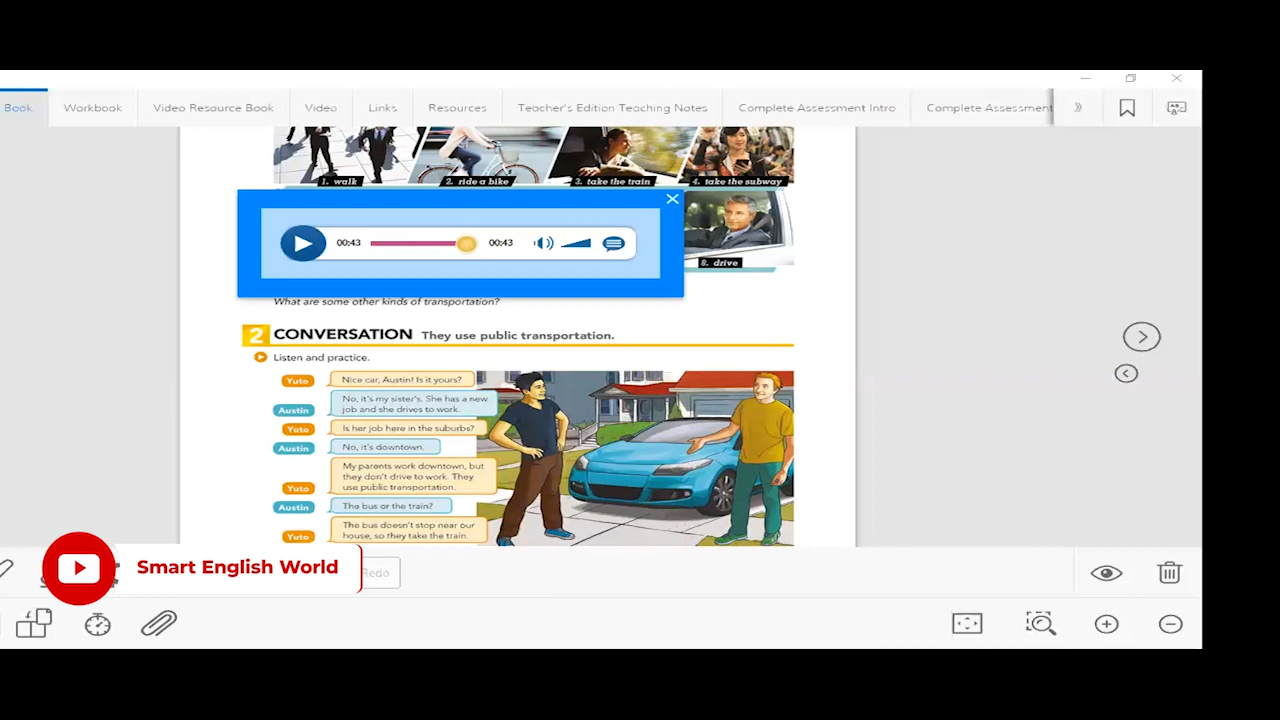 Book
Workbook
Video Resource Book
Video
Links
Resources
Teacher's Edition Teaching Notes
Complete Assessment Intro
Complete Assessment
1. walk
2. ride a bike
3. take the train
4. take the subway
00:43
00:43
8. drive
What are some other kinds of transportation?
2 CONVERSATION They use public transportation.
Listen and practice.
Yuto Nice car, Austin! Is it yours?
Austin No, it's my sister's. She has a new
job and she drives to work.
Yuto Is her job here in the suburbs?
Austin No, it's downtown.
Yuto My parents work downtown, but
they don't drive to work. They
use public transportation.
Austin The bus or the train?
Yuto The bus doesn't stop near our
house, so they take the train.
Smart English World
Redo